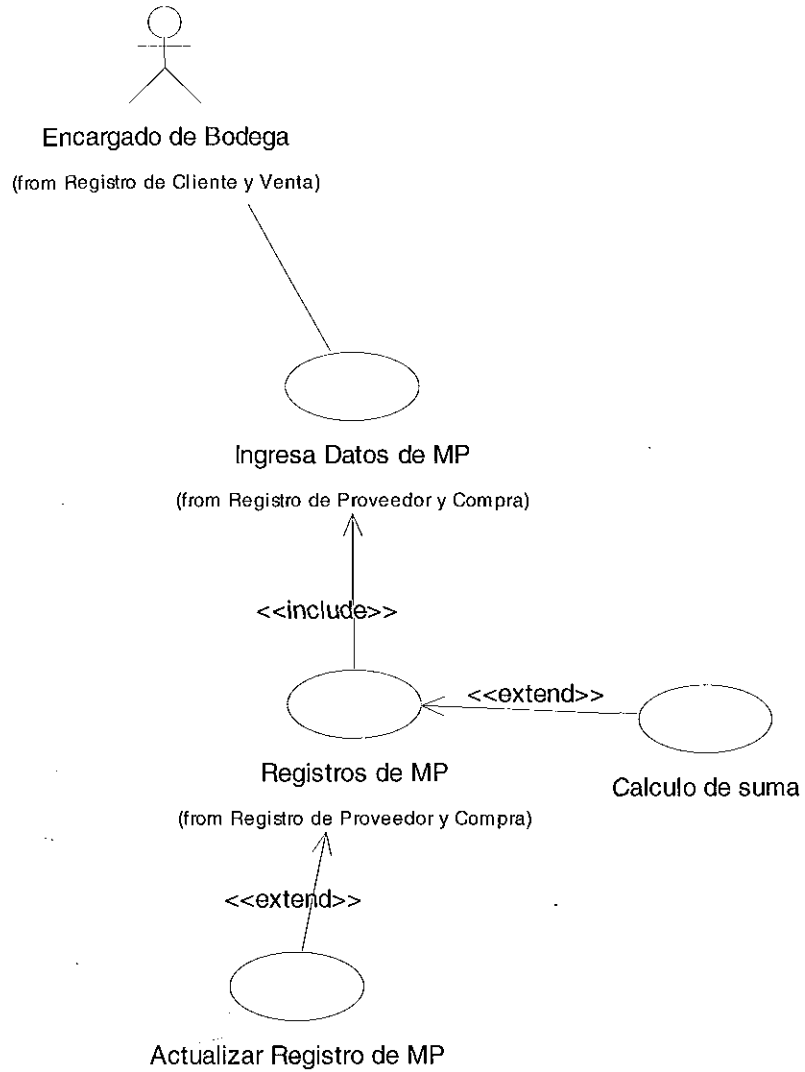 Encargado de Bodega
(from Registro de Cliente y Venta)
Ingresa Datos de MP
(from Registro de Proveedor y Compra)
<<include>>
<<extend>>
Registros de MP
Calculo de suma
(from Registro de Proveedor y Compra)
<<extend>>
Actualizar Registro de MP